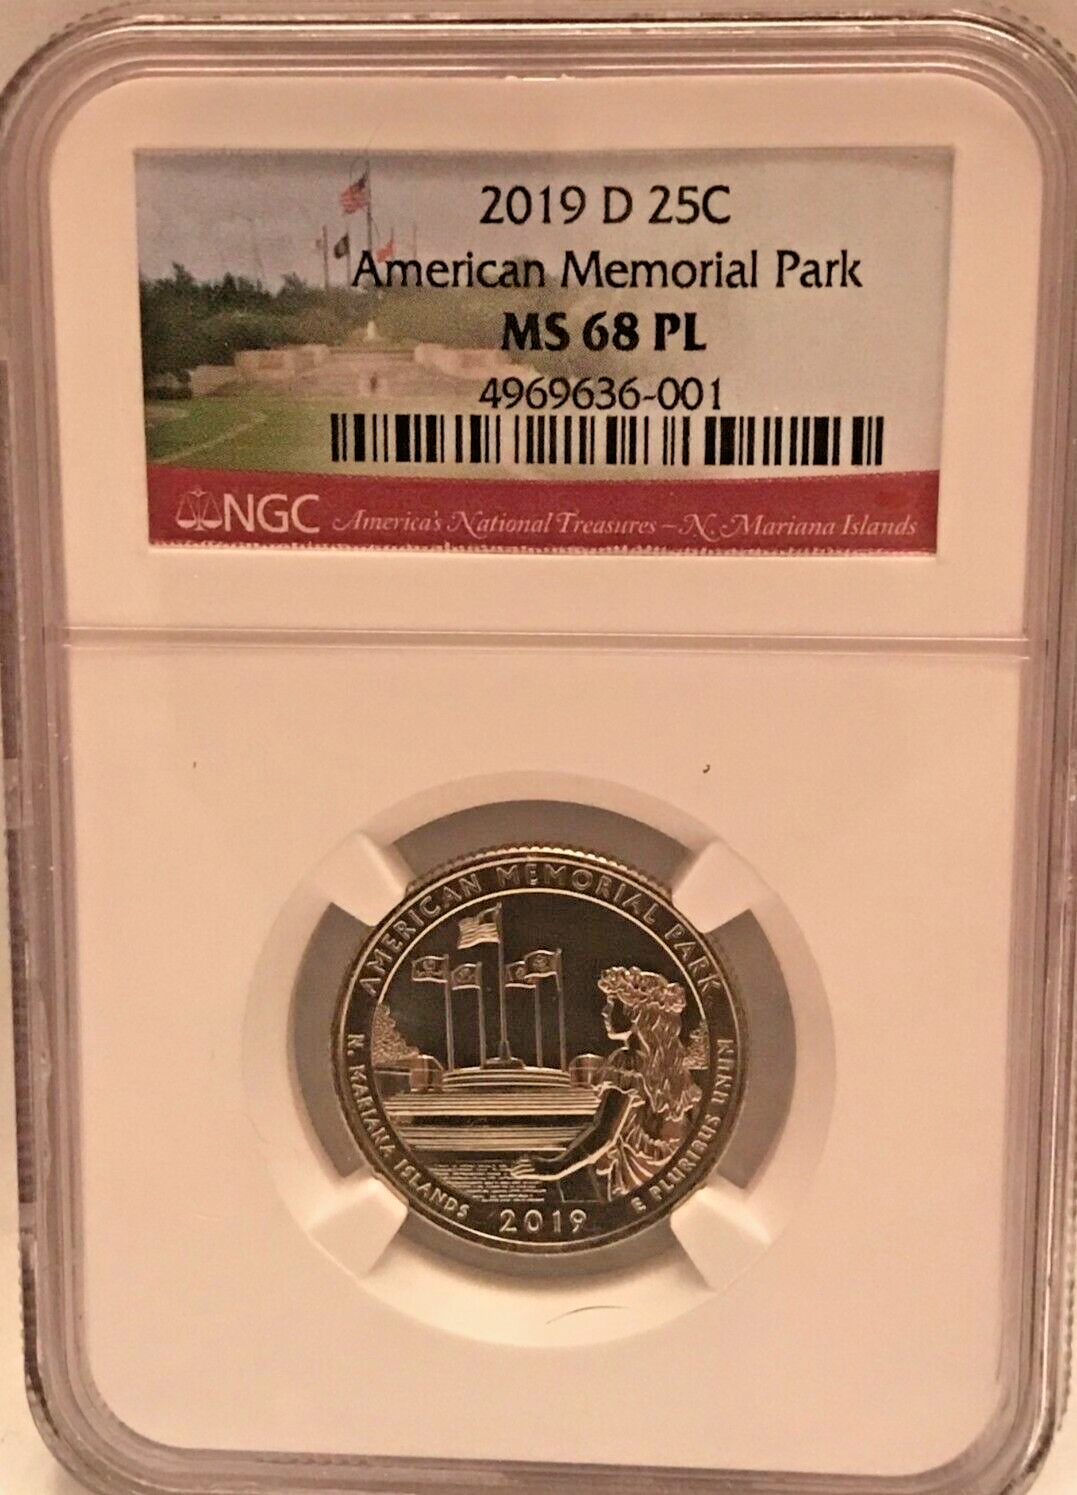 2019 D 25C
American Memorial Park
MS 68 PL
4969636-001
NGC America's National Treasures – N. Mariana Islands
AMERICAN MEMORIAL PARK
N. MARIANA ISLANDS
2019
E PLURIBUS UNUM